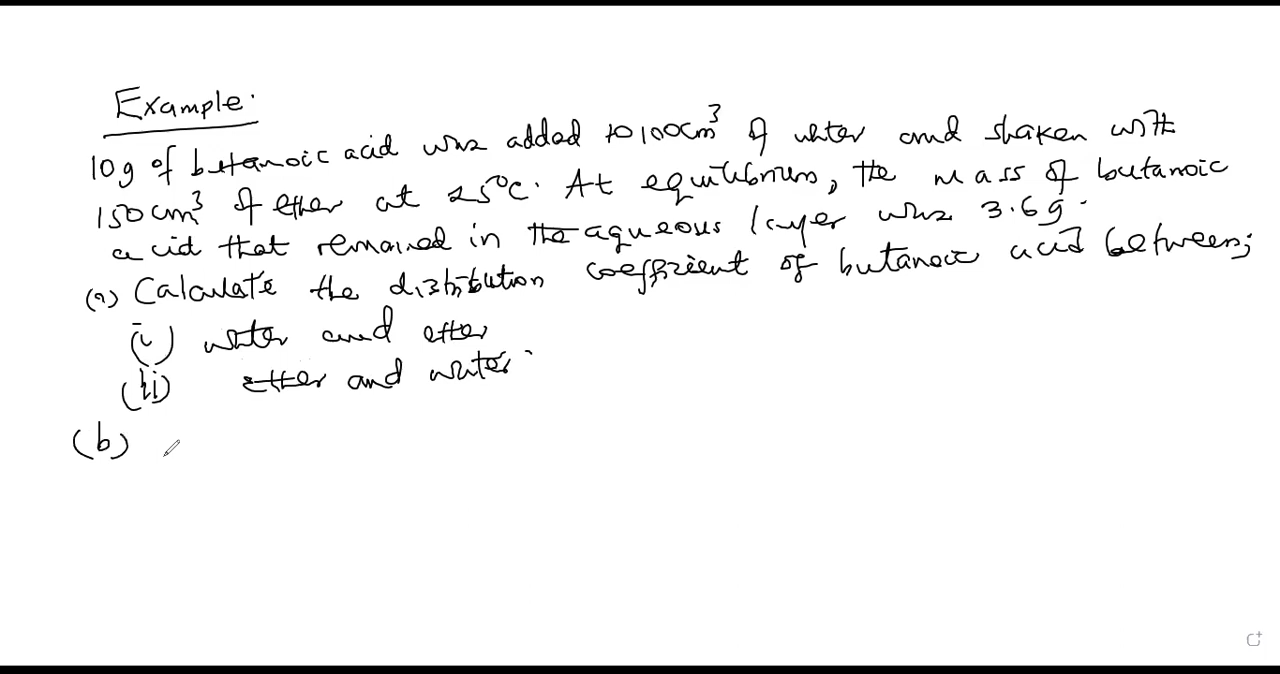 Example.
10g of butanoic acid was added to 100cm³ of water and shaken with
150cm³ of ether at 25°C. At equilibrium, the mass of butanoic
acid that remained in the aqueous layer was 3.6g.
(a) Calculate the distribution coefficient of butanoic acid between;
(i) water and ether
(ii) ether and water.
(b)